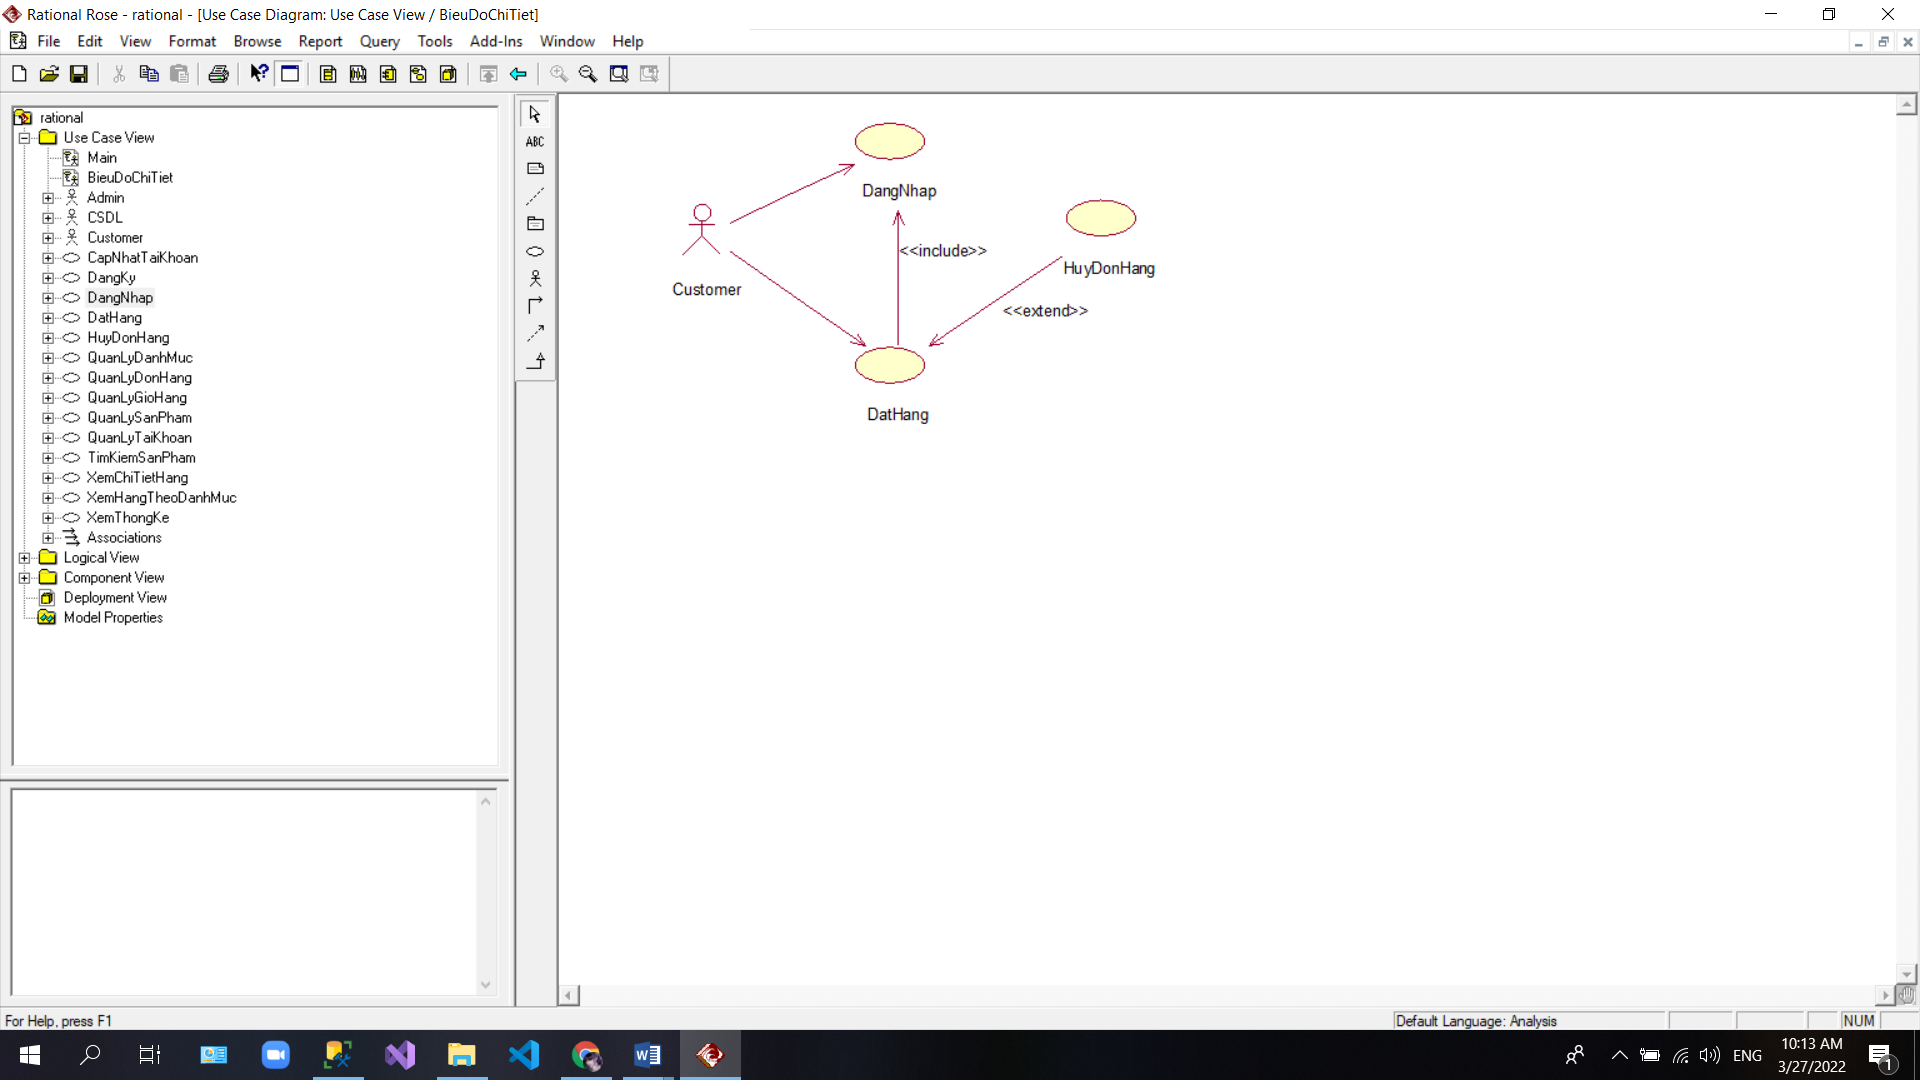 Rational Rose - rational - [Use Case Diagram: Use Case View / BieuDoChiTiet]
File Edit View Format Browse Report Query Tools Add-Ins Window Help
rational
Use Case View
Main
BieuDoChiTiet
Admin
CSDL
Customer
CapNhatTaiKhoan
DangKy
DangNhap
DatHang
HuyDonHang
QuanLyDanhMuc
QuanLyDonHang
QuanLyGioHang
QuanLySanPham
QuanLyTaiKhoan
TimKiemSanPham
XemChiTietHang
XemHangTheoDanhMuc
XemThongKe
Associations
Logical View
Component View
Deployment View
Model Properties
ABC
DangNhap
<<include>>
HuyDonHang
Customer
<<extend>>
DatHang
For Help, press F1
Default Language: Analysis
NUM
ENG
10:13 AM
3/27/2022
1